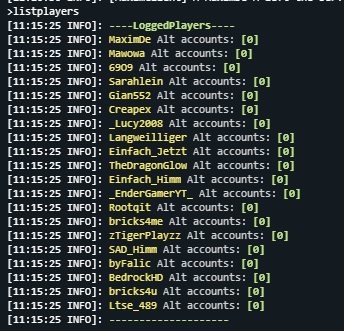 >listplayers
[11:15:25 INFO]: ----LoggedPlayers----
[11:15:25 INFO]: MaximDe Alt accounts: [0]
[11:15:25 INFO]: Mawowa Alt accounts: [0]
[11:15:25 INFO]: 69O9 Alt accounts: [0]
[11:15:25 INFO]: Sarahlein Alt accounts: [0]
[11:15:25 INFO]: Gian552 Alt accounts: [0]
[11:15:25 INFO]: Creapex Alt accounts: [0]
[11:15:25 INFO]: _Lucy2008 Alt accounts: [0]
[11:15:25 INFO]: Langweilliger Alt accounts: [0]
[11:15:25 INFO]: Einfach_Jetzt Alt accounts: [0]
[11:15:25 INFO]: TheDragonGlow Alt accounts: [0]
[11:15:25 INFO]: Einfach_Himm Alt accounts: [0]
[11:15:25 INFO]: _EnderGamerYT_ Alt accounts: [0]
[11:15:25 INFO]: Rootqit Alt accounts: [0]
[11:15:25 INFO]: bricks4me Alt accounts: [0]
[11:15:25 INFO]: zTigerPlayzz Alt accounts: [0]
[11:15:25 INFO]: SAD_Himm Alt accounts: [0]
[11:15:25 INFO]: byFalic Alt accounts: [0]
[11:15:25 INFO]: BedrockHD Alt accounts: [0]
[11:15:25 INFO]: bricks4u Alt accounts: [0]
[11:15:25 INFO]: Ltse_489 Alt accounts: [0]
[11:15:25 INFO]: --------------------